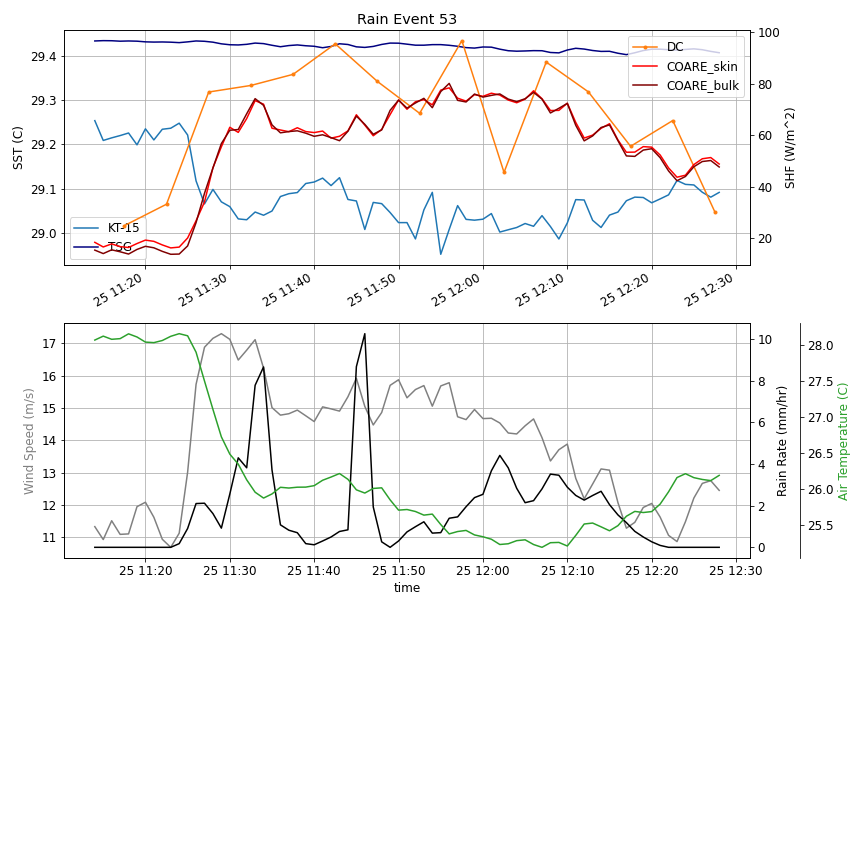 Rain Event 53
SST (C)
29.4
29.3
29.2
29.1
29.0
100
80
60
40
20
SHF (W/m^2)
DC
COARE_skin
COARE_bulk
KT-15
TSG
25 11:20
25 11:30
25 11:40
25 11:50
25 12:00
25 12:10
25 12:20
25 12:30
Wind Speed (m/s)
17
16
15
14
13
12
11
10
8
6
4
2
0
Rain Rate (mm/hr)
28.0
27.5
27.0
26.5
26.0
25.5
Air Temperature (C)
25 11:20 25 11:30 25 11:40 25 11:50 25 12:00 25 12:10 25 12:20 25 12:30
time